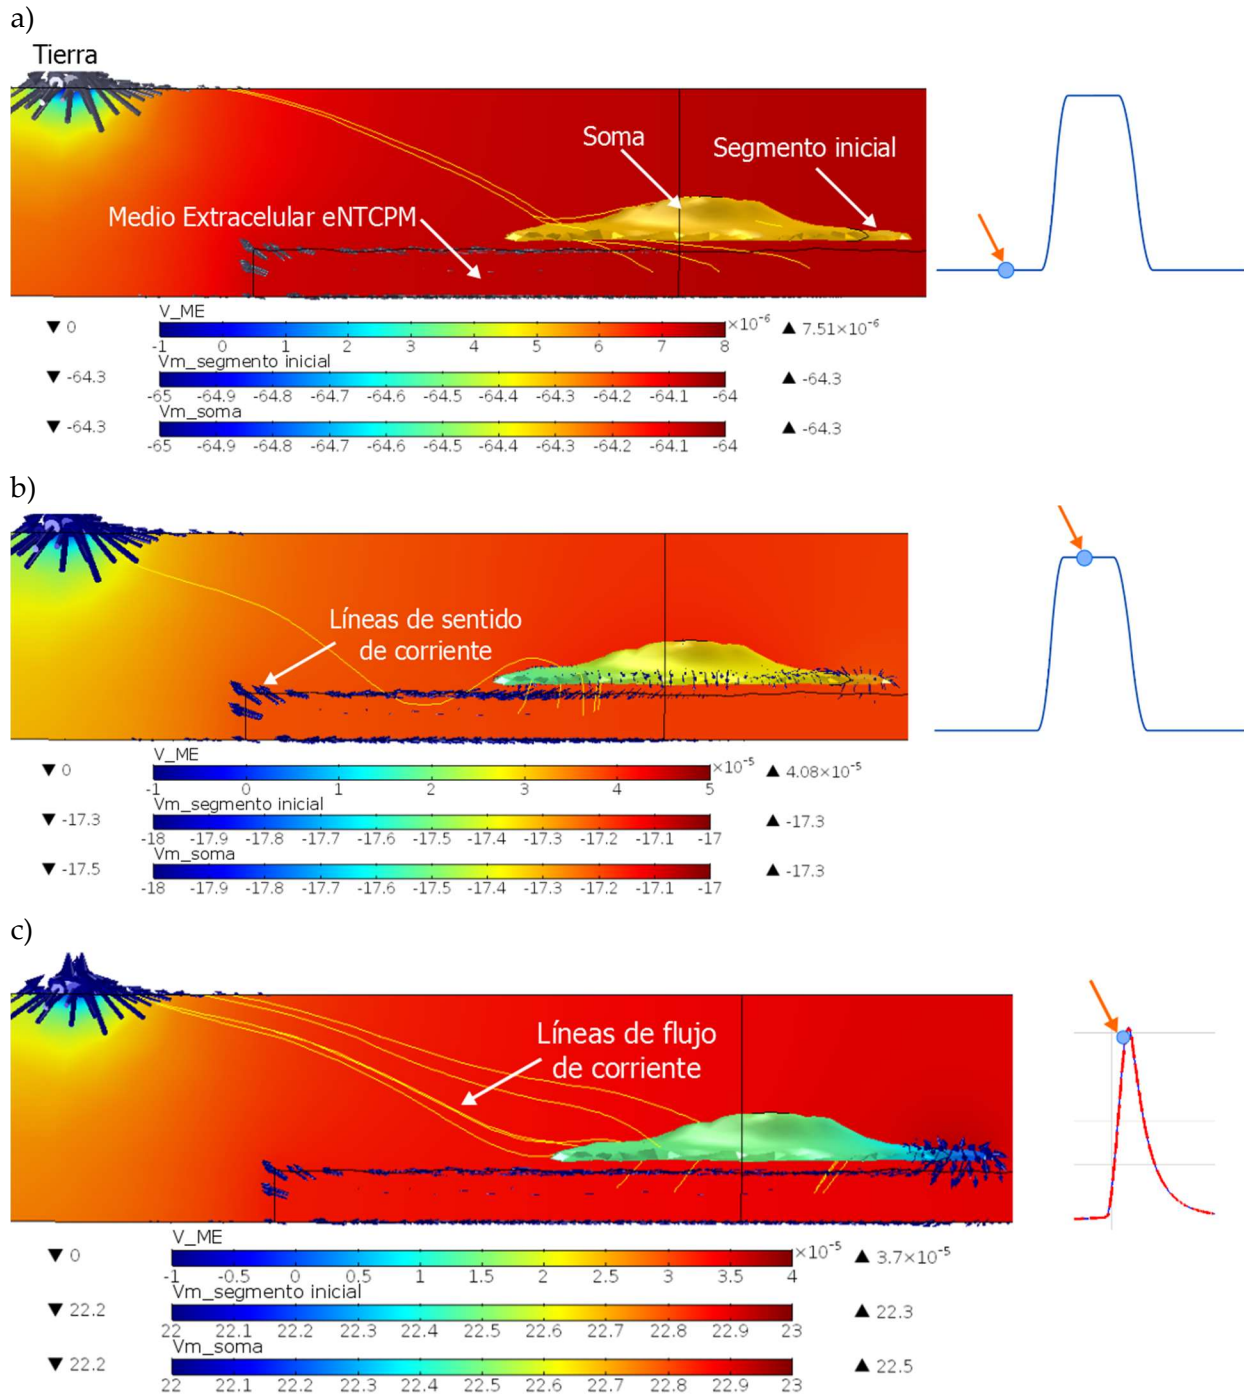 a)
Tierra
Soma
Segmento inicial
Medio Extracelular eNTCPM
V_ME
▼ 0
-1 0 1 2 3 4 5 6 7 8
×10⁻⁶
▲ 7.51×10⁻⁶
Vm_segmento inicial
▼ -64.3
-65 -64.9 -64.8 -64.7 -64.6 -64.5 -64.4 -64.3 -64.2 -64.1 -64
▲ -64.3
Vm_soma
▼ -64.3
-65 -64.9 -64.8 -64.7 -64.6 -64.5 -64.4 -64.3 -64.2 -64.1 -64
▲ -64.3
b)
Líneas de sentido
de corriente
V_ME
▼ 0
-1 0 1 2 3 4 5
×10⁻⁵
▲ 4.08×10⁻⁵
Vm_segmento inicial
▼ -17.3
-18 -17.9 -17.8 -17.7 -17.6 -17.5 -17.4 -17.3 -17.2 -17.1 -17
▲ -17.3
Vm_soma
▼ -17.5
-18 -17.9 -17.8 -17.7 -17.6 -17.5 -17.4 -17.3 -17.2 -17.1 -17
▲ -17.3
c)
Líneas de flujo
de corriente
V_ME
▼ 0
-1 -0.5 0 0.5 1 1.5 2 2.5 3 3.5 4
×10⁻⁵
▲ 3.7×10⁻⁵
Vm_segmento inicial
▼ 22.2
22 22.1 22.2 22.3 22.4 22.5 22.6 22.7 22.8 22.9 23
▲ 22.3
Vm_soma
▼ 22.2
22 22.1 22.2 22.3 22.4 22.5 22.6 22.7 22.8 22.9 23
▲ 22.5